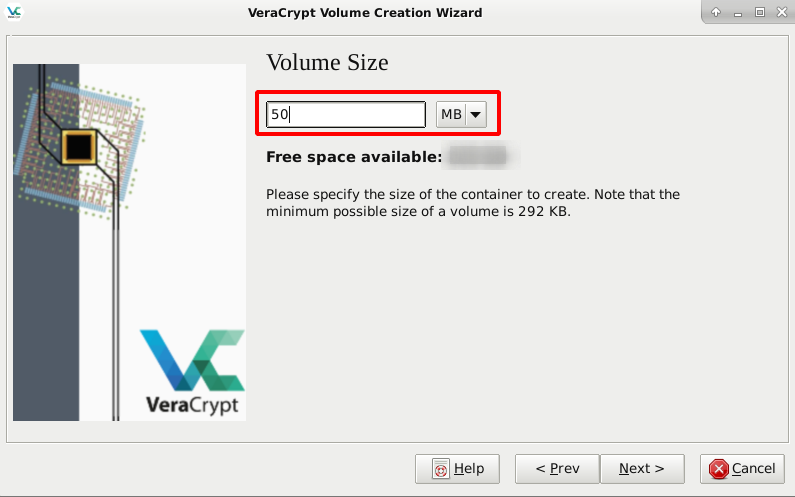 VeraCrypt Volume Creation Wizard
Volume Size
50 MB
Free space available:
Please specify the size of the container to create. Note that the
minimum possible size of a volume is 292 KB.
VeraCrypt
Help < Prev Next > Cancel